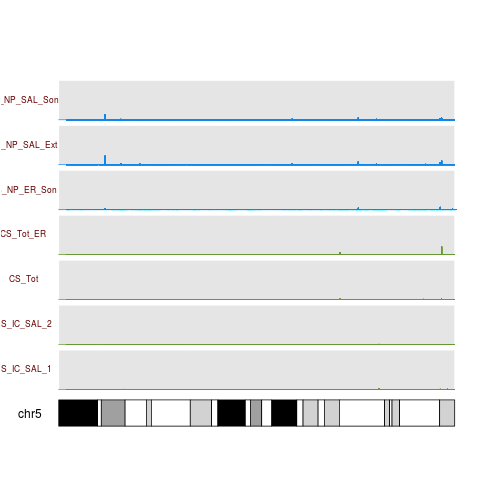 _NP_SAL_Son
_NP_SAL_Ext
_NP_ER_Son
CS_Tot_ER
CS_Tot
S_IC_SAL_2
S_IC_SAL_1
chr5